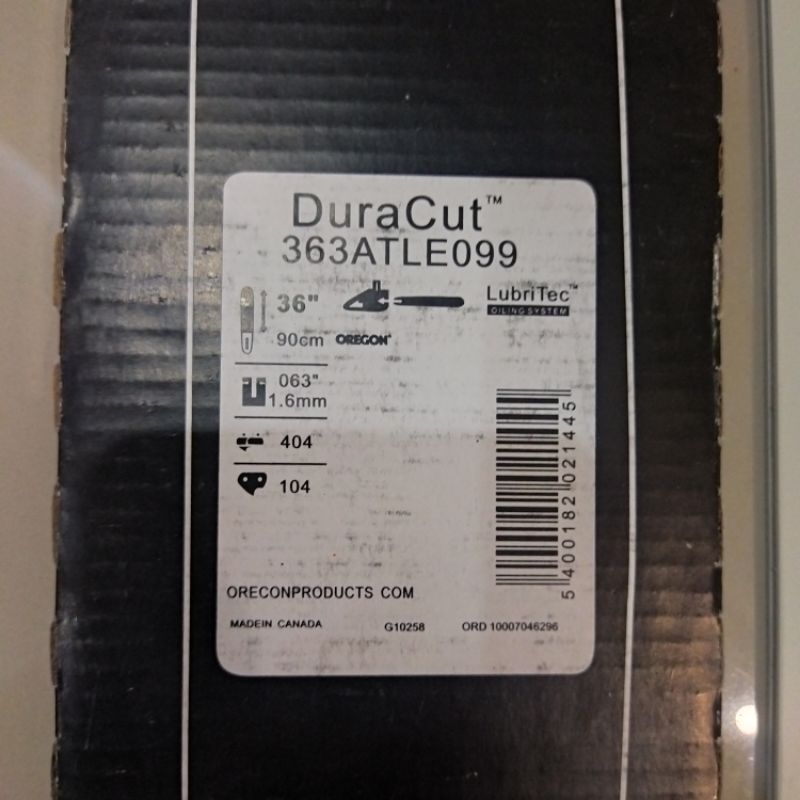 DuraCut™
363ATLE099
36"
90cm
OREGON
LubriTec™
OILING SYSTEM
063"
1.6mm
404
104
5 400182 021445
ORECONPRODUCTS COM
MADEIN CANADA
G10258
ORD 10007046296